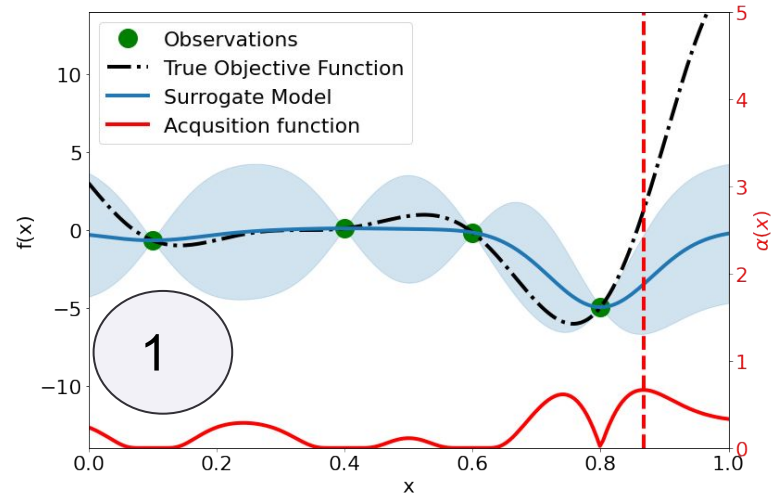 Observations
True Objective Function
Surrogate Model
Acqusition function
10
5
0
−5
−10
f(x)
1
0.0 0.2 0.4 0.6 0.8 1.0
x
5
4
3
2
1
0
α(x)